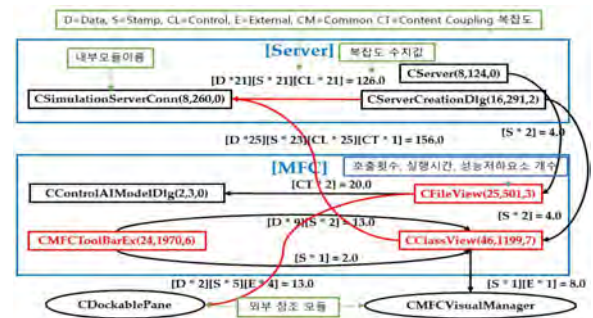 D=Data, S=Stamp, CL=Control, E=External, CM=Common CT=Content Coupling 복잡도
내부모듈이름
[Server]
복잡도 수치값
[D *21][S * 21][CL * 21] = 126.0
CServer(8,124,0)
CSimulationServerConn(8,260,0)
CServerCreationDlg(16,291,2)
[D *25][S * 23][CL * 25][CT * 1] = 156.0
[S * 2] = 4.0
[MFC]
호출횟수, 실행시간, 성능저하요소 개수
[CT * 2] = 20.0
CControlAIModelDlg(2,3,0)
CFileView(25,501,3)
[S * 2] = 4.0
[D * 9][S * 2] = 13.0
CMFCToolBarEx(24,1970,6)
CClassView(46,1199,7)
[S * 1] = 2.0
[D * 2][S * 5][E * 4] = 13.0
[S * 1][E * 1] = 8.0
CDockablePane
외부 참조 모듈
CMFCVisualManager